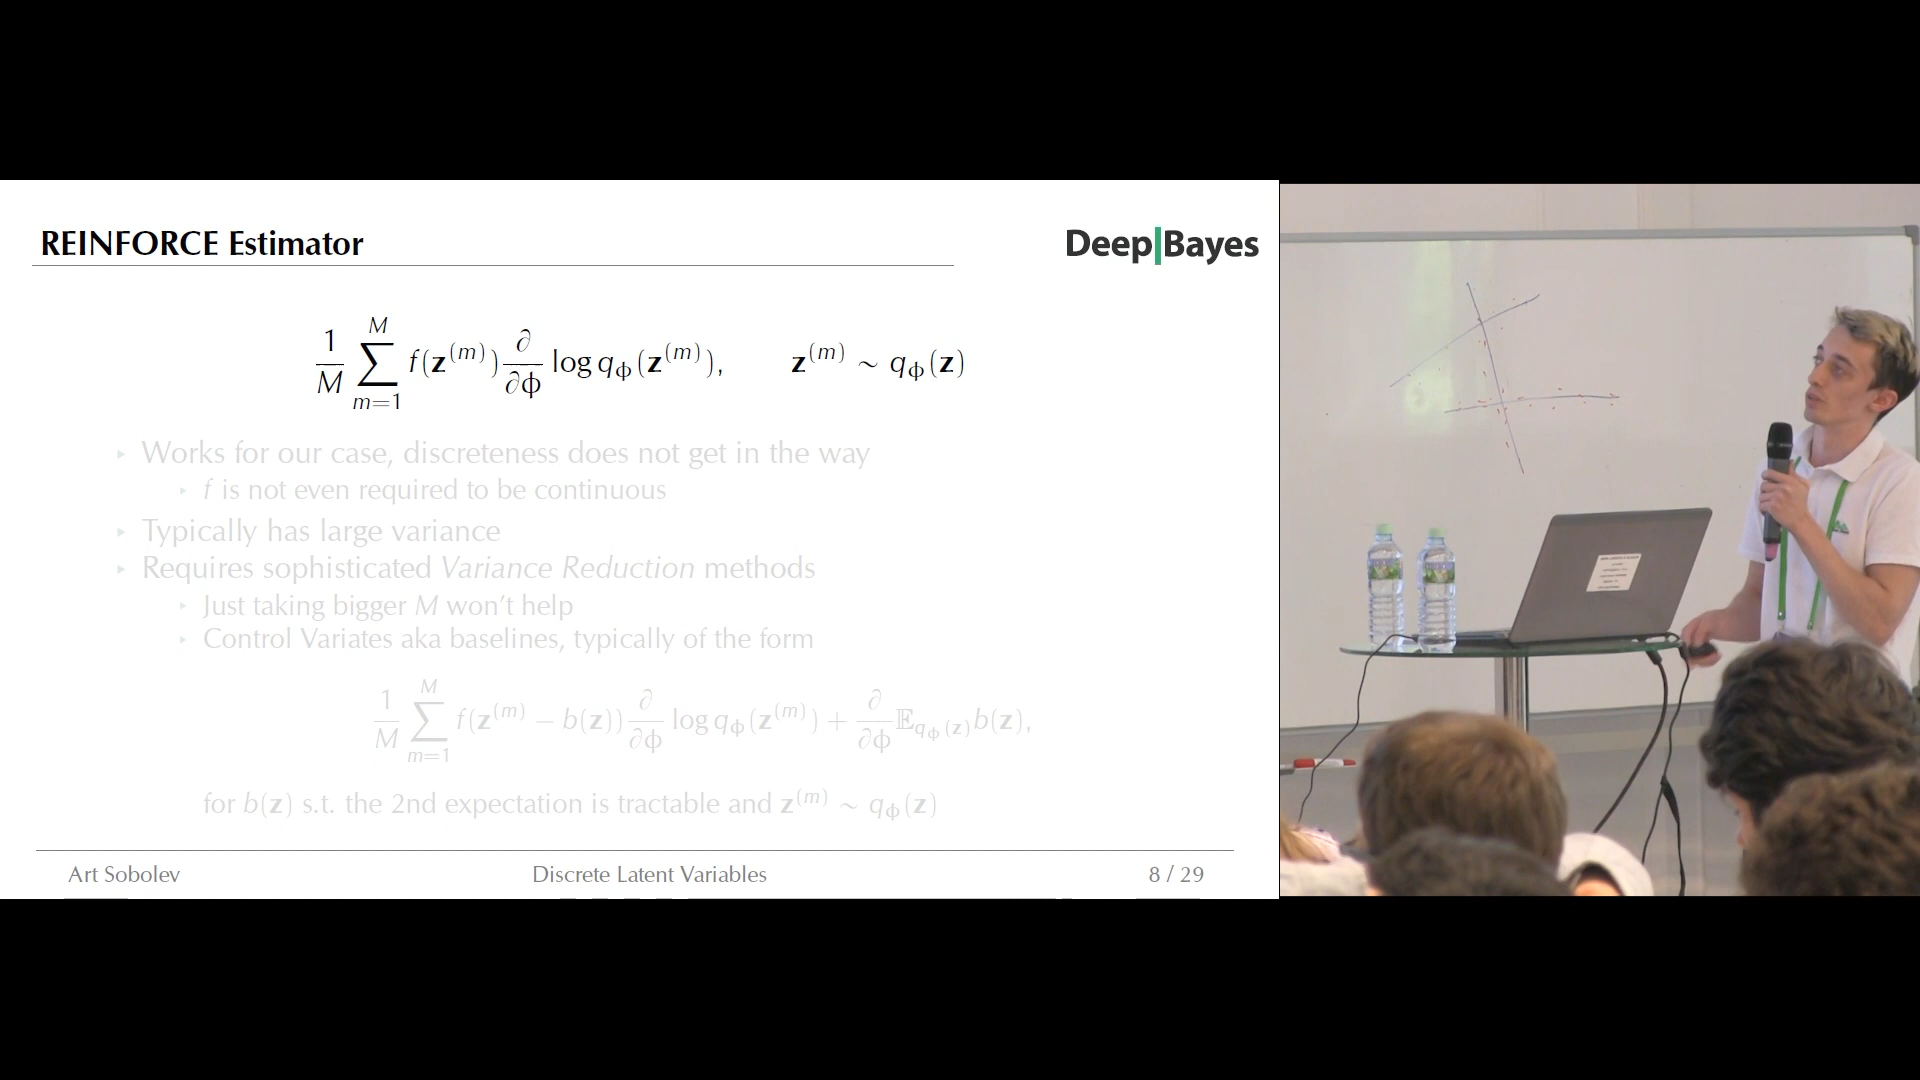 REINFORCE Estimator
Deep|Bayes
1/M ∑_{m=1}^{M} f(𝐳^{(m)}) ∂/∂ϕ log q_ϕ(𝐳^{(m)}), 𝐳^{(m)} ∼ q_ϕ(𝐳)
▸ Works for our case, discreteness does not get in the way
▸ f is not even required to be continuous
▸ Typically has large variance
▸ Requires sophisticated Variance Reduction methods
▸ Just taking bigger M won't help
▸ Control Variates aka baselines, typically of the form
1/M ∑_{m=1}^{M} f(𝐳^{(m)} − b(𝐳)) ∂/∂ϕ log q_ϕ(𝐳^{(m)}) + ∂/∂ϕ 𝔼_{q_ϕ(𝐳)} b(𝐳),
for b(𝐳) s.t. the 2nd expectation is tractable and 𝐳^{(m)} ∼ q_ϕ(𝐳)
Art Sobolev Discrete Latent Variables 8 / 29